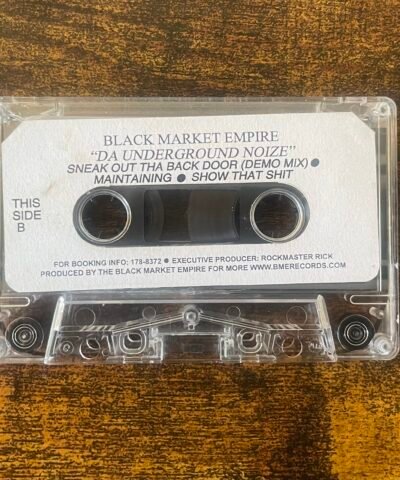 BLACK MARKET EMPIRE
“DA UNDERGROUND NOIZE”
SNEAK OUT THA BACK DOOR (DEMO MIX) ●
MAINTAINING ● SHOW THAT SHIT
THIS
SIDE
B
FOR BOOKING INFO: 178-8372 ● EXECUTIVE PRODUCER: ROCKMASTER RICK
PRODUCED BY THE BLACK MARKET EMPIRE FOR MORE WWW.BMERECORDS.COM